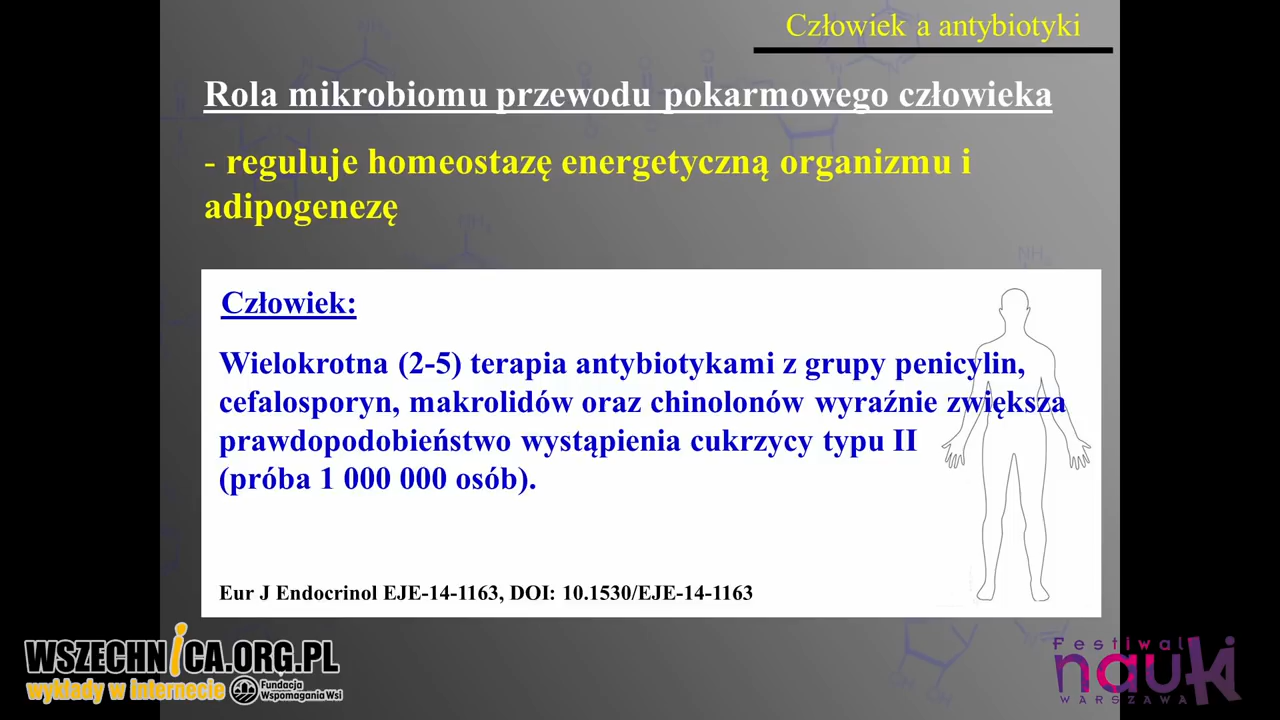 Człowiek a antybiotyki
Rola mikrobiomu przewodu pokarmowego człowieka
- reguluje homeostazę energetyczną organizmu i
adipogenezę
Człowiek:
Wielokrotna (2-5) terapia antybiotykami z grupy penicylin,
cefalosporyn, makrolidów oraz chinolonów wyraźnie zwiększa
prawdopodobieństwo wystąpienia cukrzycy typu II
(próba 1 000 000 osób).
Eur J Endocrinol EJE-14-1163, DOI: 10.1530/EJE-14-1163
WSZECHNICA.ORG.PL
wykłady w internecie
Fundacja
Wspomagania Wsi
Festiwal
nauki
WARSZAWA
NH